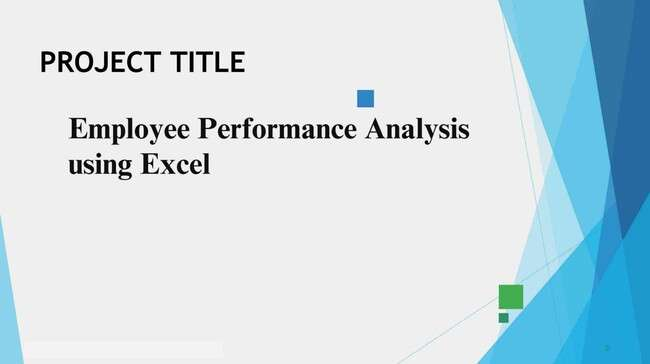 PROJECT TITLE
Employee Performance Analysis
using Excel